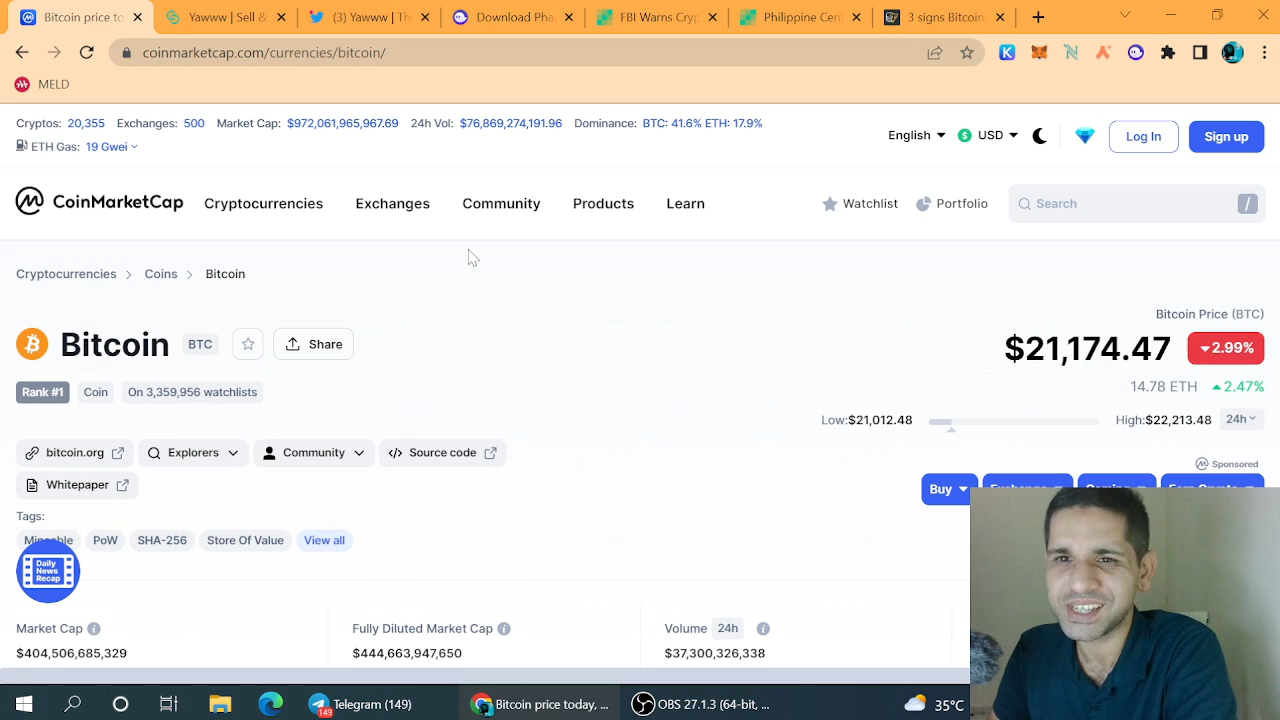 Bitcoin price to
Yawww | Sell &
(3) Yawww | Th
Download Pha
FBI Warns Cryp
Philippine Cen
3 signs Bitcoin
coinmarketcap.com/currencies/bitcoin/
MELD
Cryptos: 20,355 Exchanges: 500 Market Cap: $972,061,965,967.69 24h Vol: $76,869,274,191.96 Dominance: BTC: 41.6% ETH: 17.9%
ETH Gas: 19 Gwei
English USD Log In Sign up
CoinMarketCap Cryptocurrencies Exchanges Community Products Learn Watchlist Portfolio Search /
Cryptocurrencies > Coins > Bitcoin
Bitcoin Price (BTC)
Bitcoin BTC Share
$21,174.47 2.99%
14.78 ETH 2.47%
Rank #1 Coin On 3,359,956 watchlists
Low:$21,012.48 High:$22,213.48 24h
bitcoin.org Explorers Community Source code
Sponsored
Whitepaper
Buy
Tags:
PoW SHA-256 Store Of Value View all
Daily
News
Recap
Market Cap Fully Diluted Market Cap Volume 24h
$404,506,685,329 $444,663,947,650 $37,300,326,338
149
Telegram (149) Bitcoin price today, ... OBS 27.1.3 (64-bit, ... 35°C